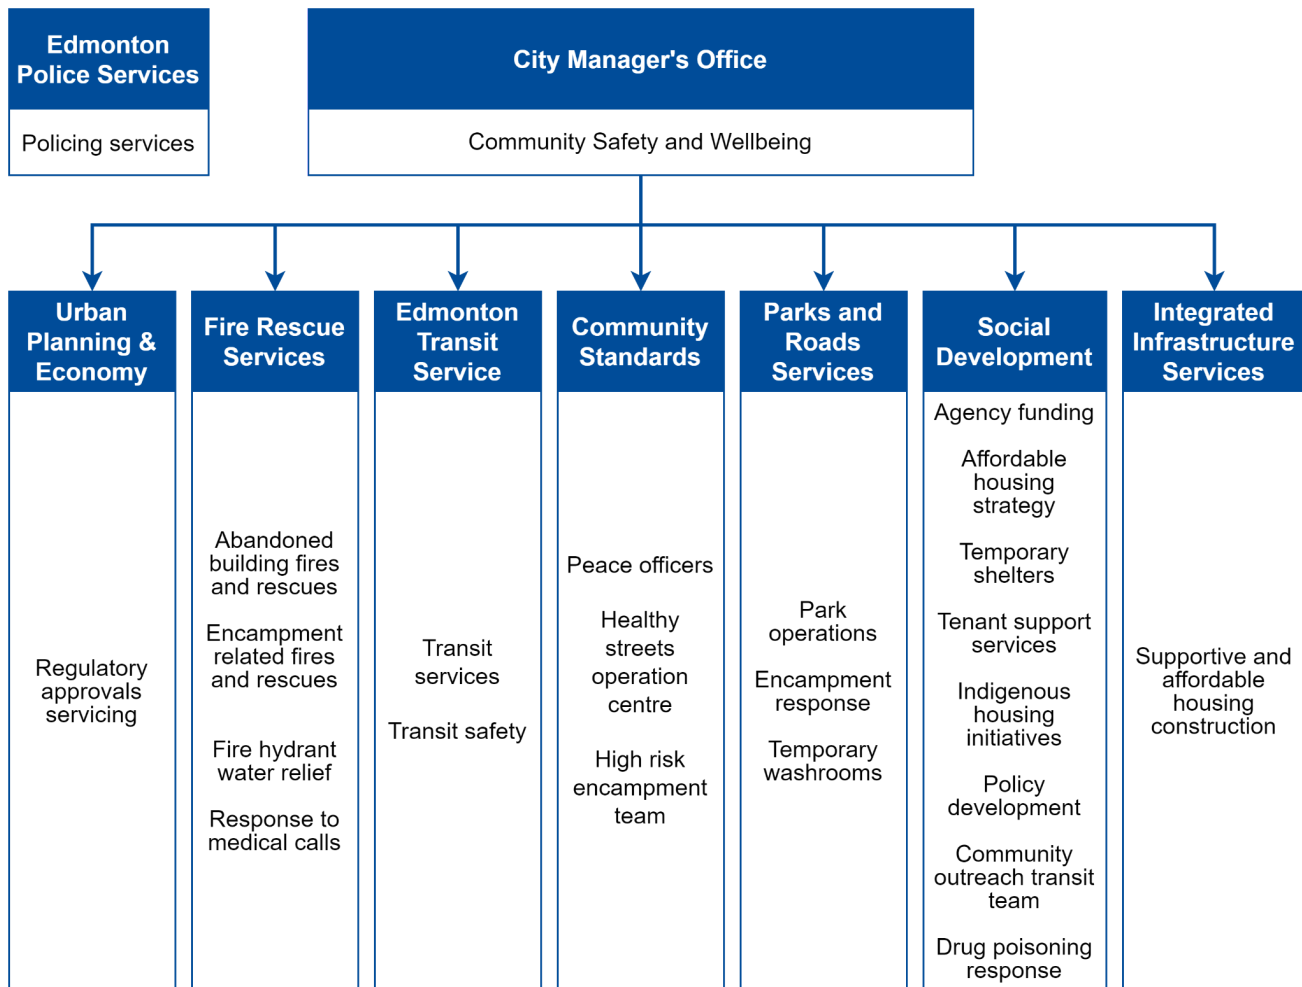 Edmonton
Police Services
Policing services
City Manager's Office
Community Safety and Wellbeing
Urban
Planning &
Economy
Regulatory
approvals
servicing
Fire Rescue
Services
Abandoned
building fires
and rescues
Encampment
related fires
and rescues
Fire hydrant
water relief
Response to
medical calls
Edmonton
Transit
Service
Transit
services
Transit safety
Community
Standards
Peace officers
Healthy
streets
operation
centre
High risk
encampment
team
Parks and
Roads
Services
Park
operations
Encampment
response
Temporary
washrooms
Social
Development
Agency funding
Affordable
housing
strategy
Temporary
shelters
Tenant support
services
Indigenous
housing
initiatives
Policy
development
Community
outreach transit
team
Drug poisoning
response
Integrated
Infrastructure
Services
Supportive and
affordable
housing
construction